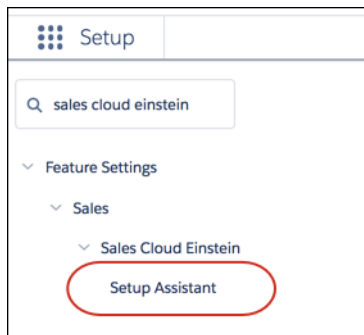 Setup
sales cloud einstein
Feature Settings
Sales
Sales Cloud Einstein
Setup Assistant